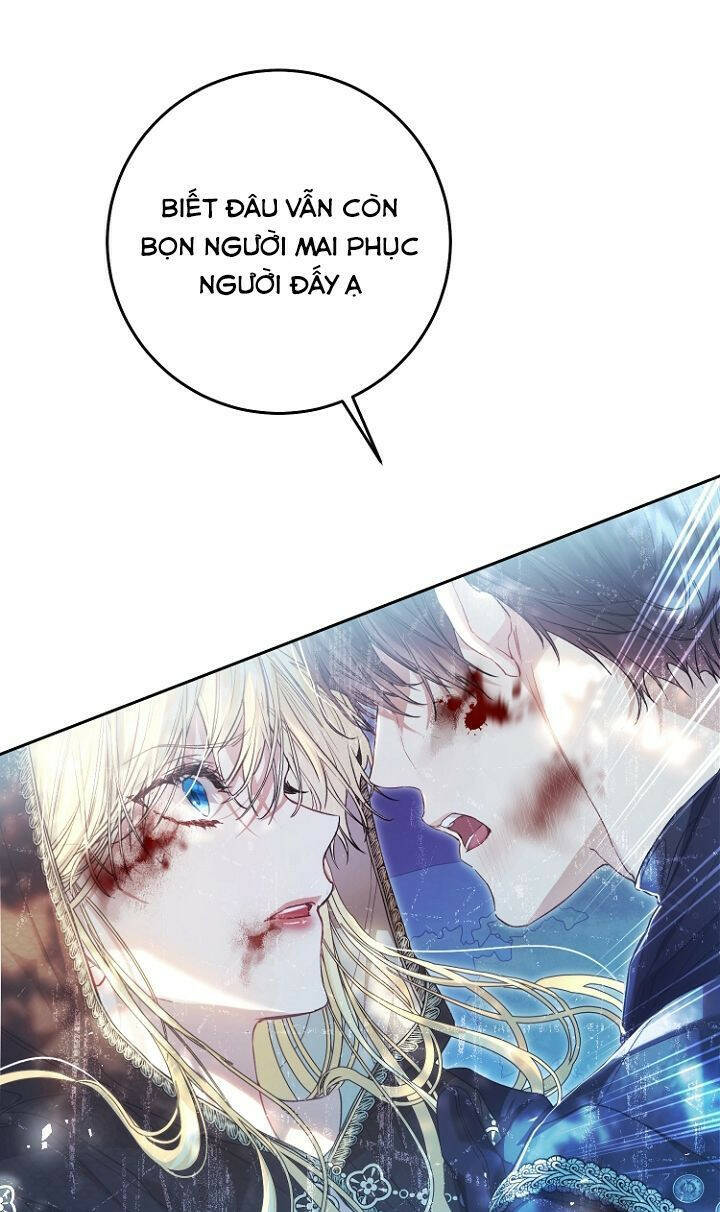 BIẾT ĐÂU VẪN CÒN
BỌN NGƯỜI MAI PHỤC
NGƯỜI ĐẤY Ạ